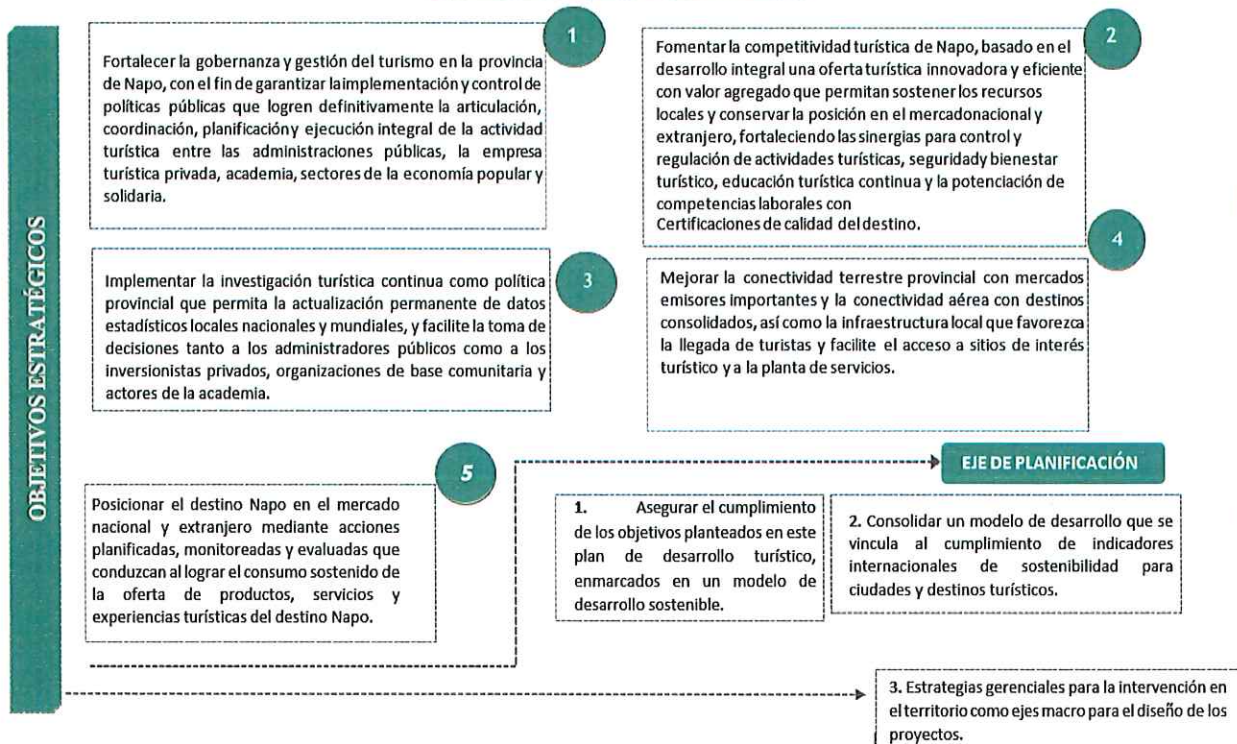 OBJETIVOS ESTRATÉGICOS
1
Fortalecer la gobernanza y gestión del turismo en la provincia
de Napo, con el fin de garantizar la implementación y control de
políticas públicas que logren definitivamente la articulación,
coordinación, planificación y ejecución integral de la actividad
turística entre las administraciones públicas, la empresa
turística privada, academia, sectores de la economía popular y
solidaria.
2
Fomentar la competitividad turística de Napo, basado en el
desarrollo integral una oferta turística innovadora y eficiente
con valor agregado que permitan sostener los recursos
locales y conservar la posición en el mercadonacional y
extranjero, fortaleciendo las sinergias para control y
regulación de actividades turísticas, seguridady bienestar
turístico, educación turística continua y la potenciación de
competencias laborales con
Certificaciones de calidad del destino.
3
Implementar la investigación turística continua como política
provincial que permita la actualización permanente de datos
estadísticos locales nacionales y mundiales, y facilite la toma de
decisiones tanto a los administradores públicos como a los
inversionistas privados, organizaciones de base comunitaria y
actores de la academia.
4
Mejorar la conectividad terrestre provincial con mercados
emisores importantes y la conectividad aérea con destinos
consolidados, así como la infraestructura local que favorezca
la llegada de turistas y facilite el acceso a sitios de interés
turístico y a la planta de servicios.
5
Posicionar el destino Napo en el mercado
nacional y extranjero mediante acciones
planificadas, monitoreadas y evaluadas que
conduzcan al lograr el consumo sostenido de
la oferta de productos, servicios y
experiencias turísticas del destino Napo.
EJE DE PLANIFICACIÓN
1. Asegurar el cumplimiento
de los objetivos planteados en este
plan de desarrollo turístico,
enmarcados en un modelo de
desarrollo sostenible.
2. Consolidar un modelo de desarrollo que se
vincula al cumplimiento de indicadores
internacionales de sostenibilidad para
ciudades y destinos turísticos.
3. Estrategias gerenciales para la intervención en
el territorio como ejes macro para el diseño de los
proyectos.